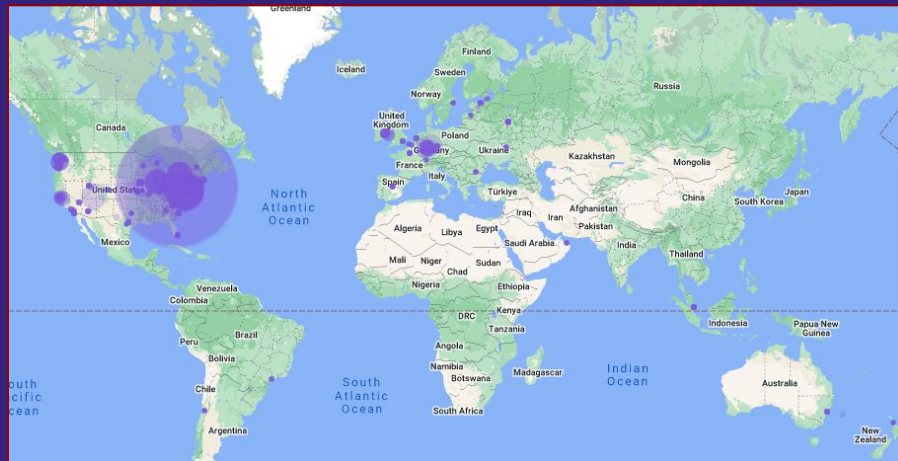 Greenland
Iceland
Finland
Sweden
Norway
Russia
Canada
United
Kingdom
Poland
Germany
Ukraine
France
Kazakhstan
Mongolia
Italy
Spain
Türkiye
United States
North
Atlantic
Ocean
China
Japan
South Korea
Afghanistan
Iraq
Iran
Pakistan
Algeria
Libya
Egypt
Mexico
Saudi Arabia
India
Mali
Niger
Sudan
Thailand
Chad
Nigeria
Ethiopia
Venezuela
Colombia
DRC
Kenya
Indonesia
Papua New
Guinea
Tanzania
Peru
Brazil
Angola
Bolivia
Namibia
Madagascar
Botswana
Indian
Ocean
Chile
South
Atlantic
Ocean
Australia
outh
cific
cean
South Africa
Argentina
New
Zealand